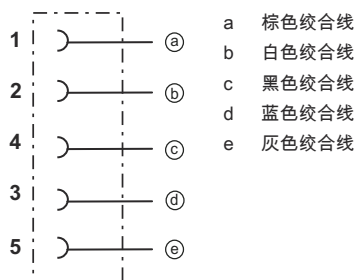 1 ⓐ
2 ⓑ
4 ⓒ
3 ⓓ
5 ⓔ
a 棕色绞合线
b 白色绞合线
c 黑色绞合线
d 蓝色绞合线
e 灰色绞合线